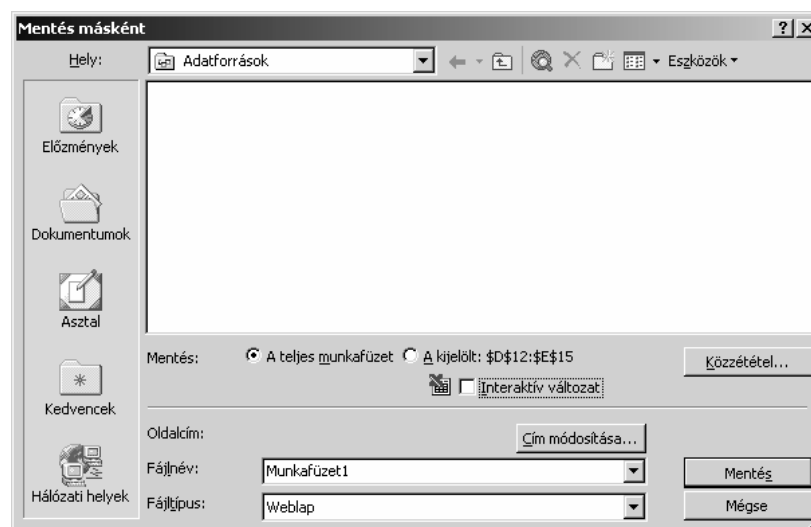 Mentés másként
Hely:
Adatforrások
Eszközök
Előzmények
Dokumentumok
Asztal
Kedvencek
Hálózati helyek
Mentés:
A teljes munkafüzet
A kijelölt: $D$12:$E$15
Közzététel...
Interaktív változat
Oldalcím:
Cím módosítása...
Fájlnév:
Munkafüzet1
Mentés
Fájltípus:
Weblap
Mégse